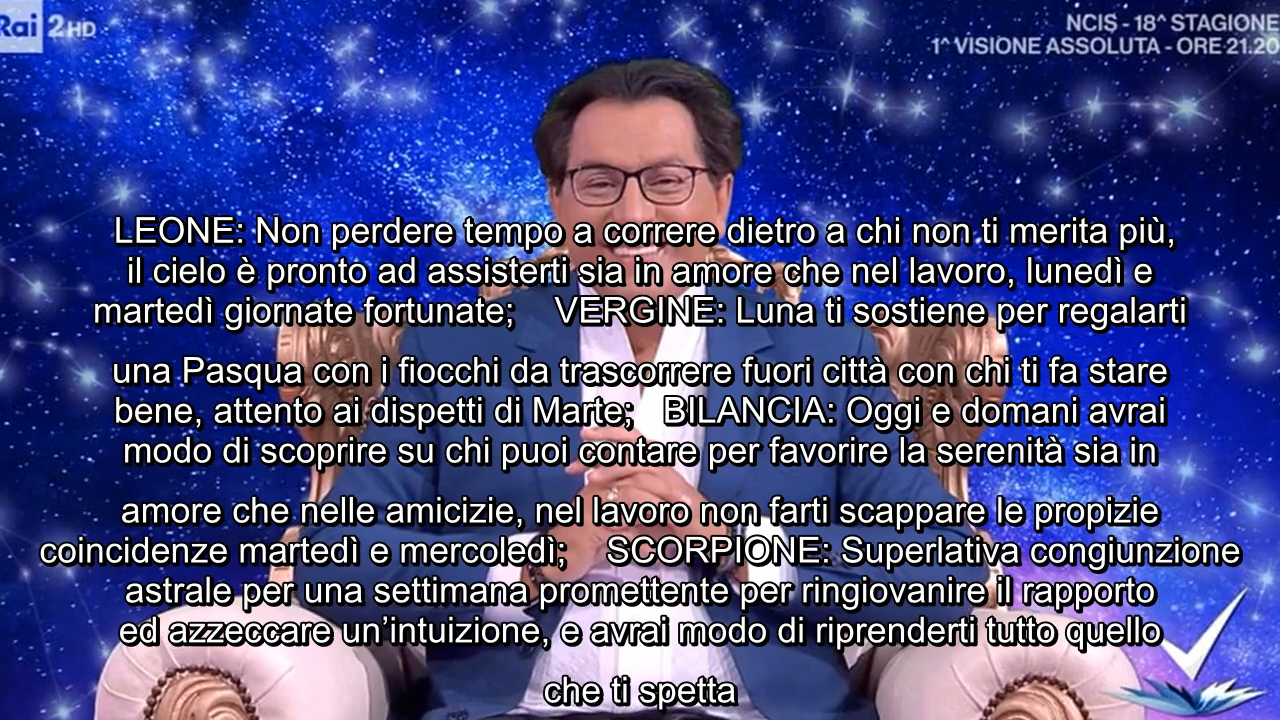 Rai 2 HD
NCIS - 18^ STAGIONE
1^ VISIONE ASSOLUTA - ORE 21.20
LEONE: Non perdere tempo a correre dietro a chi non ti merita più,
il cielo è pronto ad assisterti sia in amore che nel lavoro, lunedì e
martedì giornate fortunate; VERGINE: Luna ti sostiene per regalarti
una Pasqua con i fiocchi da trascorrere fuori città con chi ti fa stare
bene, attento ai dispetti di Marte; BILANCIA: Oggi e domani avrai
modo di scoprire su chi puoi contare per favorire la serenità sia in
amore che nelle amicizie, nel lavoro non farti scappare le propizie
coincidenze martedì e mercoledì; SCORPIONE: Superlativa congiunzione
astrale per una settimana promettente per ringiovanire il rapporto
ed azzeccare un’intuizione, e avrai modo di riprenderti tutto quello
che ti spetta